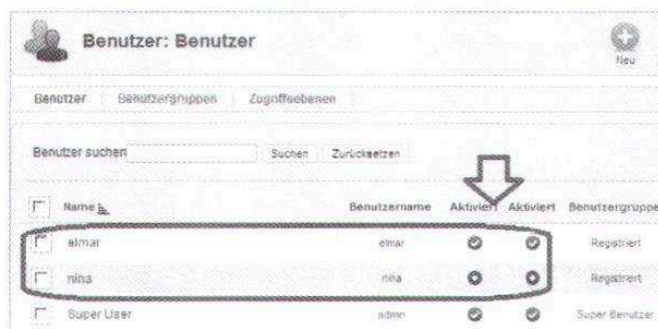 Benutzer: Benutzer
Neu
Benutzer Benutzergruppen Zugriffsebenen
Benutzer suchen Suchen Zurücksetzen
Name Benutzername Aktiviert Aktiviert Benutzergruppe
elmar elmar Registriert
nina nina Registriert
Super User admin Super Benutzer